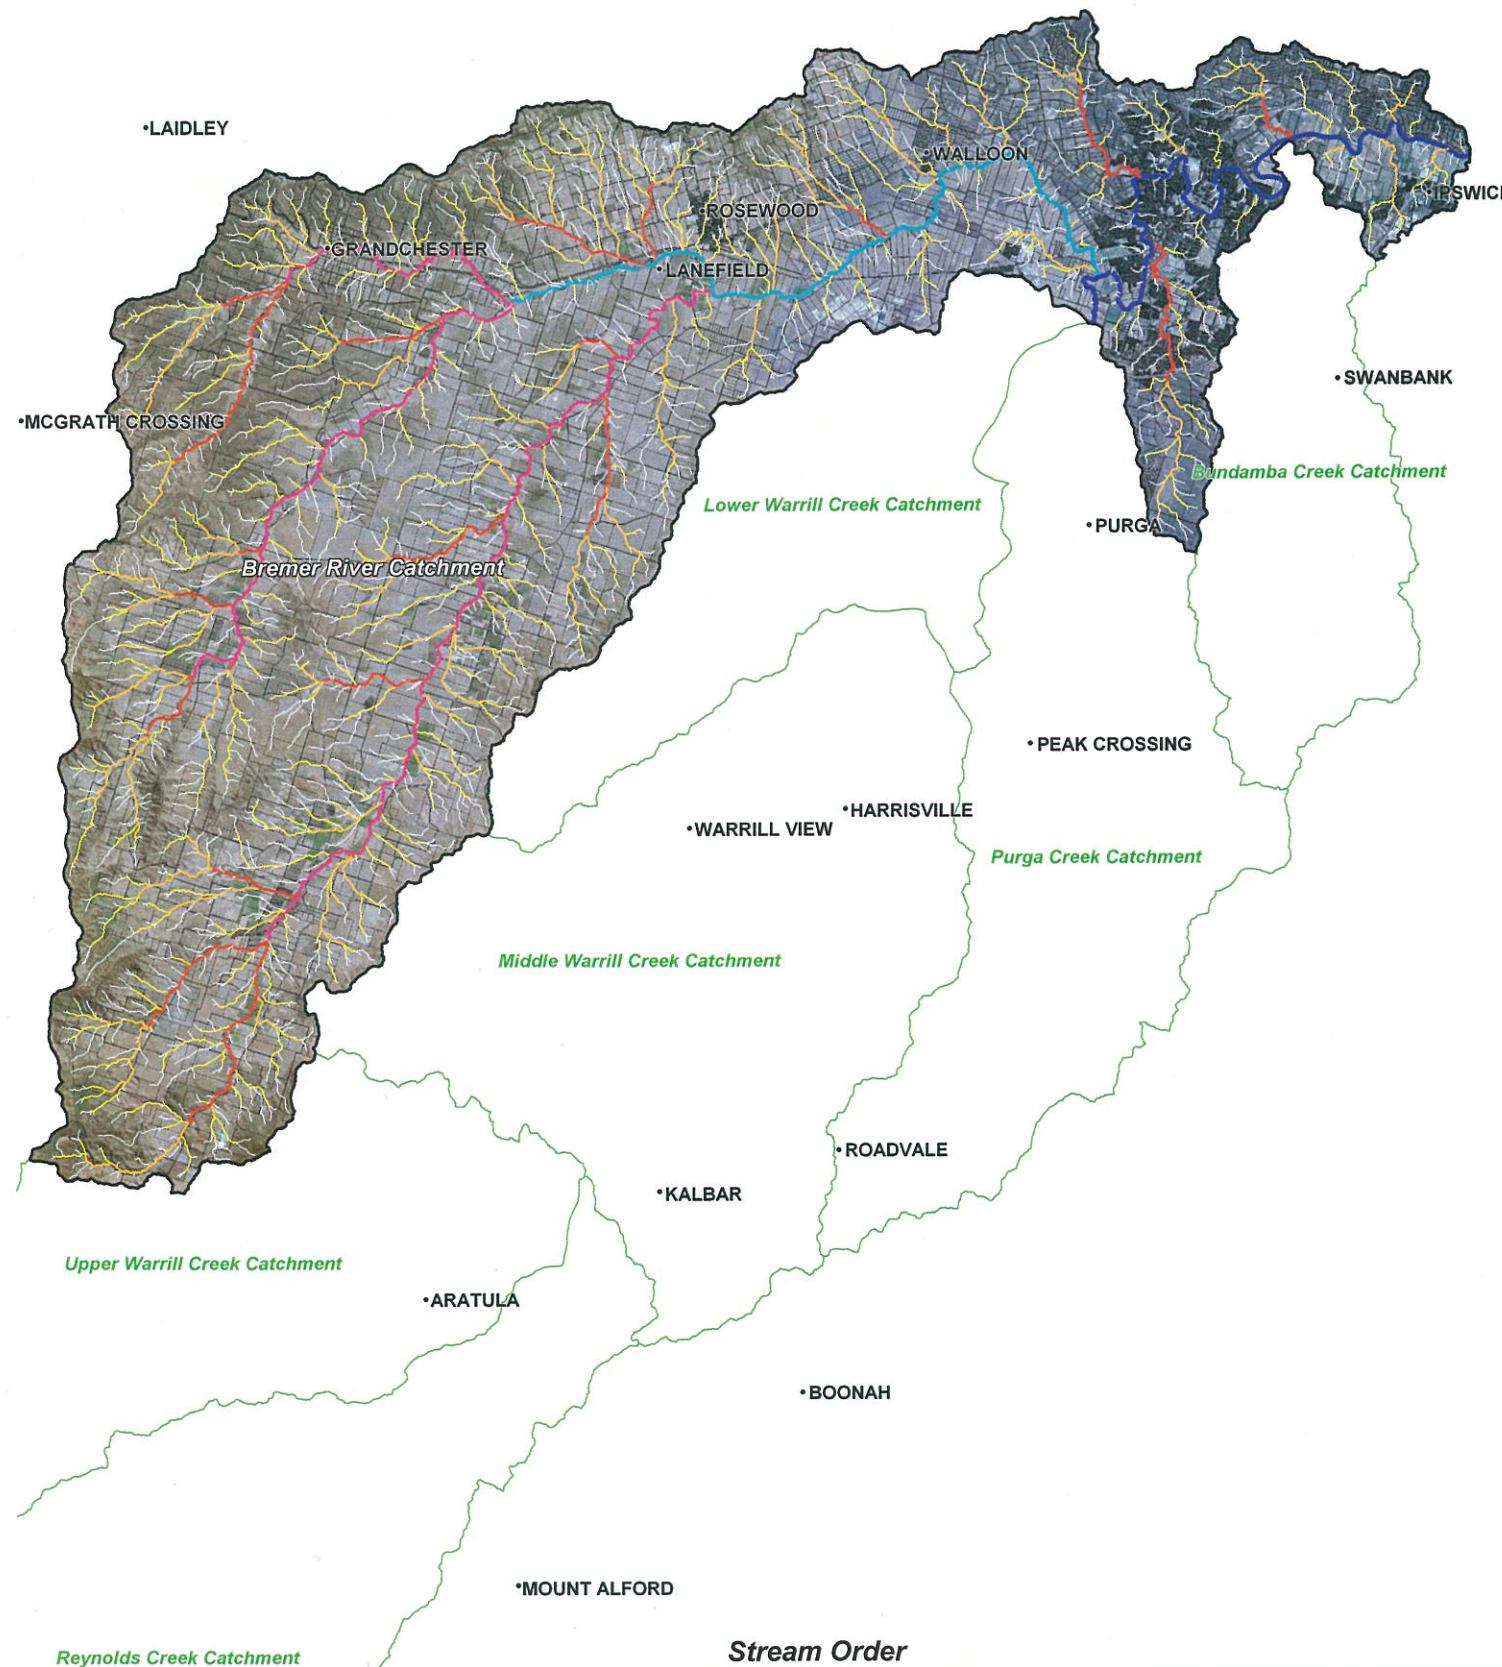 •LAIDLEY
•WALLOON
•IPSWICH
•ROSEWOOD
•GRANDCHESTER
•LANEFIELD
•SWANBANK
•MCGRATH CROSSING
Bundamba Creek Catchment
Lower Warrill Creek Catchment
•PURGA
Bremer River Catchment
•PEAK CROSSING
•HARRISVILLE
•WARRILL VIEW
Purga Creek Catchment
Middle Warrill Creek Catchment
•ROADVALE
•KALBAR
Upper Warrill Creek Catchment
•ARATULA
•BOONAH
•MOUNT ALFORD
Stream Order
Reynolds Creek Catchment